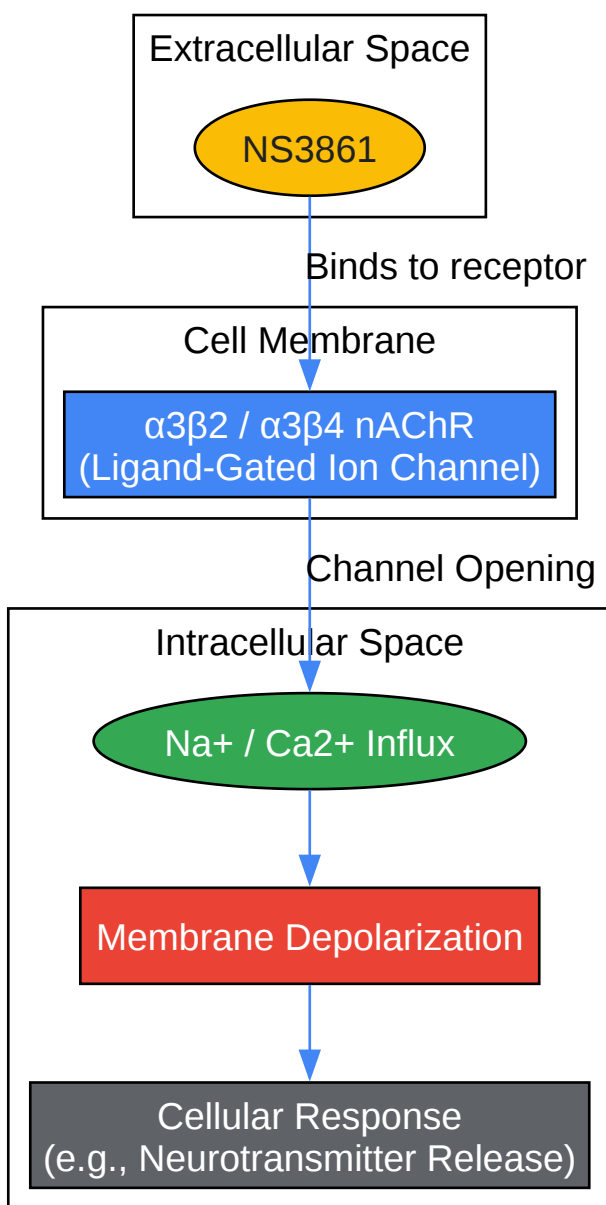 Extracellular Space
NS3861
Binds to receptor
Cell Membrane
α3β2 / α3β4 nAChR
(Ligand-Gated Ion Channel)
Channel Opening
Intracellular Space
Na+ / Ca2+ Influx
Membrane Depolarization
Cellular Response
(e.g., Neurotransmitter Release)